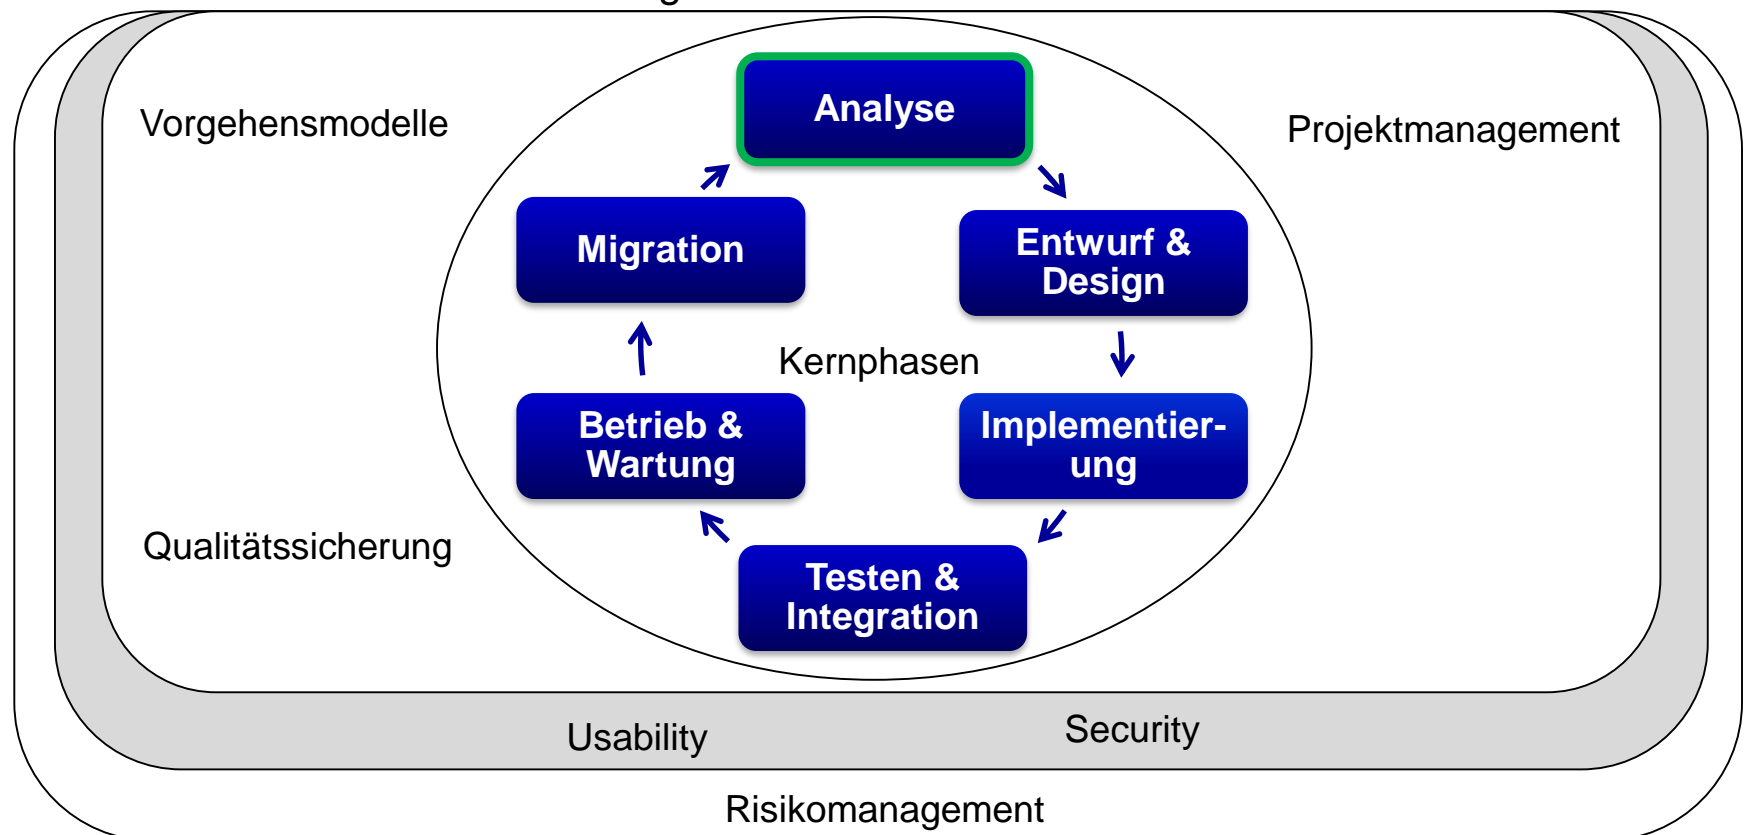 Analyse
Vorgehensmodelle
Projektmanagement
Migration
Entwurf &
Design
Kernphasen
Betrieb &
Wartung
Implementier-
ung
Qualitätssicherung
Testen &
Integration
Usability
Security
Risikomanagement